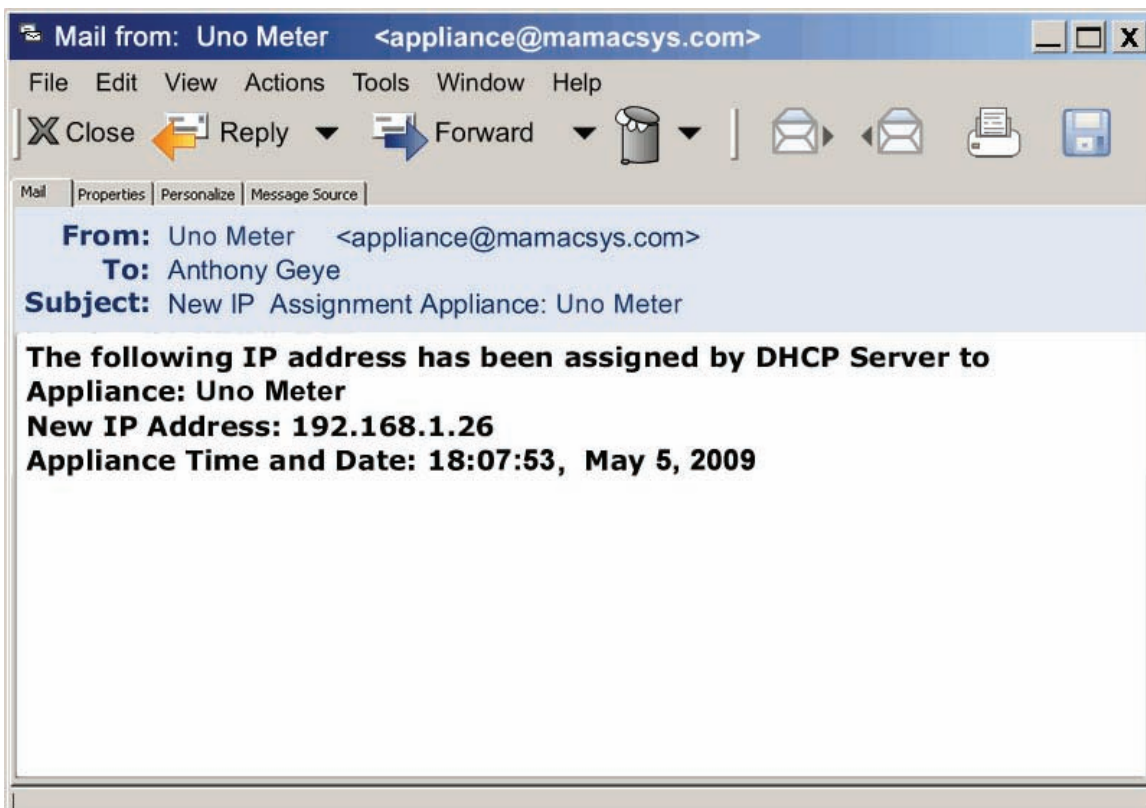 Mail from: Uno Meter <appliance@mamacsys.com>
File Edit View Actions Tools Window Help
Close Reply Forward
Mail Properties Personalize Message Source
From: Uno Meter <appliance@mamacsys.com>
To: Anthony Geye
Subject: New IP Assignment Appliance: Uno Meter
The following IP address has been assigned by DHCP Server to
Appliance: Uno Meter
New IP Address: 192.168.1.26
Appliance Time and Date: 18:07:53, May 5, 2009